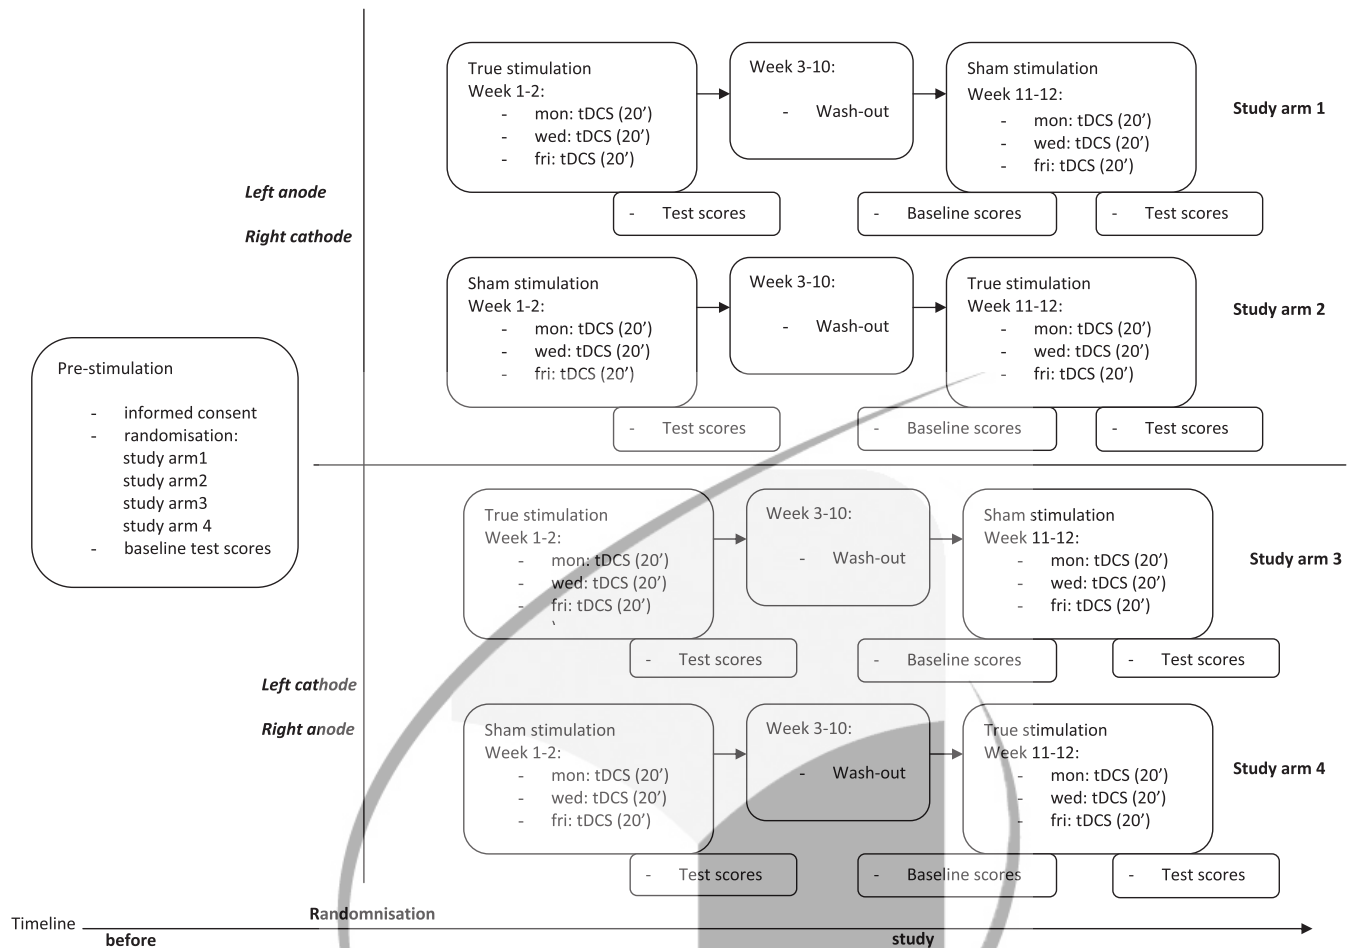 True stimulation
Week 1-2:
- mon: tDCS (20’)
- wed: tDCS (20’)
- fri: tDCS (20’)
- Test scores
Week 3-10:
- Wash-out
Sham stimulation
Week 11-12:
- mon: tDCS (20’)
- wed: tDCS (20’)
- fri: tDCS (20’)
- Baseline scores
- Test scores
Study arm 1
Left anode
Right cathode
Sham stimulation
Week 1-2:
- mon: tDCS (20’)
- wed: tDCS (20’)
- fri: tDCS (20’)
- Test scores
Week 3-10:
- Wash-out
True stimulation
Week 11-12:
- mon: tDCS (20’)
- wed: tDCS (20’)
- fri: tDCS (20’)
- Baseline scores
- Test scores
Study arm 2
Pre-stimulation
- informed consent
- randomisation:
study arm1
study arm2
study arm3
study arm 4
- baseline test scores
True stimulation
Week 1-2:
- mon: tDCS (20’)
- wed: tDCS (20’)
- fri: tDCS (20’)
- Test scores
Week 3-10:
- Wash-out
Sham stimulation
Week 11-12:
- mon: tDCS (20’)
- wed: tDCS (20’)
- fri: tDCS (20’)
- Baseline scores
- Test scores
Study arm 3
Left cathode
Right anode
Sham stimulation
Week 1-2:
- mon: tDCS (20’)
- wed: tDCS (20’)
- fri: tDCS (20’)
- Test scores
Week 3-10:
- Wash-out
True stimulation
Week 11-12:
- mon: tDCS (20’)
- wed: tDCS (20’)
- fri: tDCS (20’)
- Baseline scores
- Test scores
Study arm 4
Randomnisation
Timeline
before
study